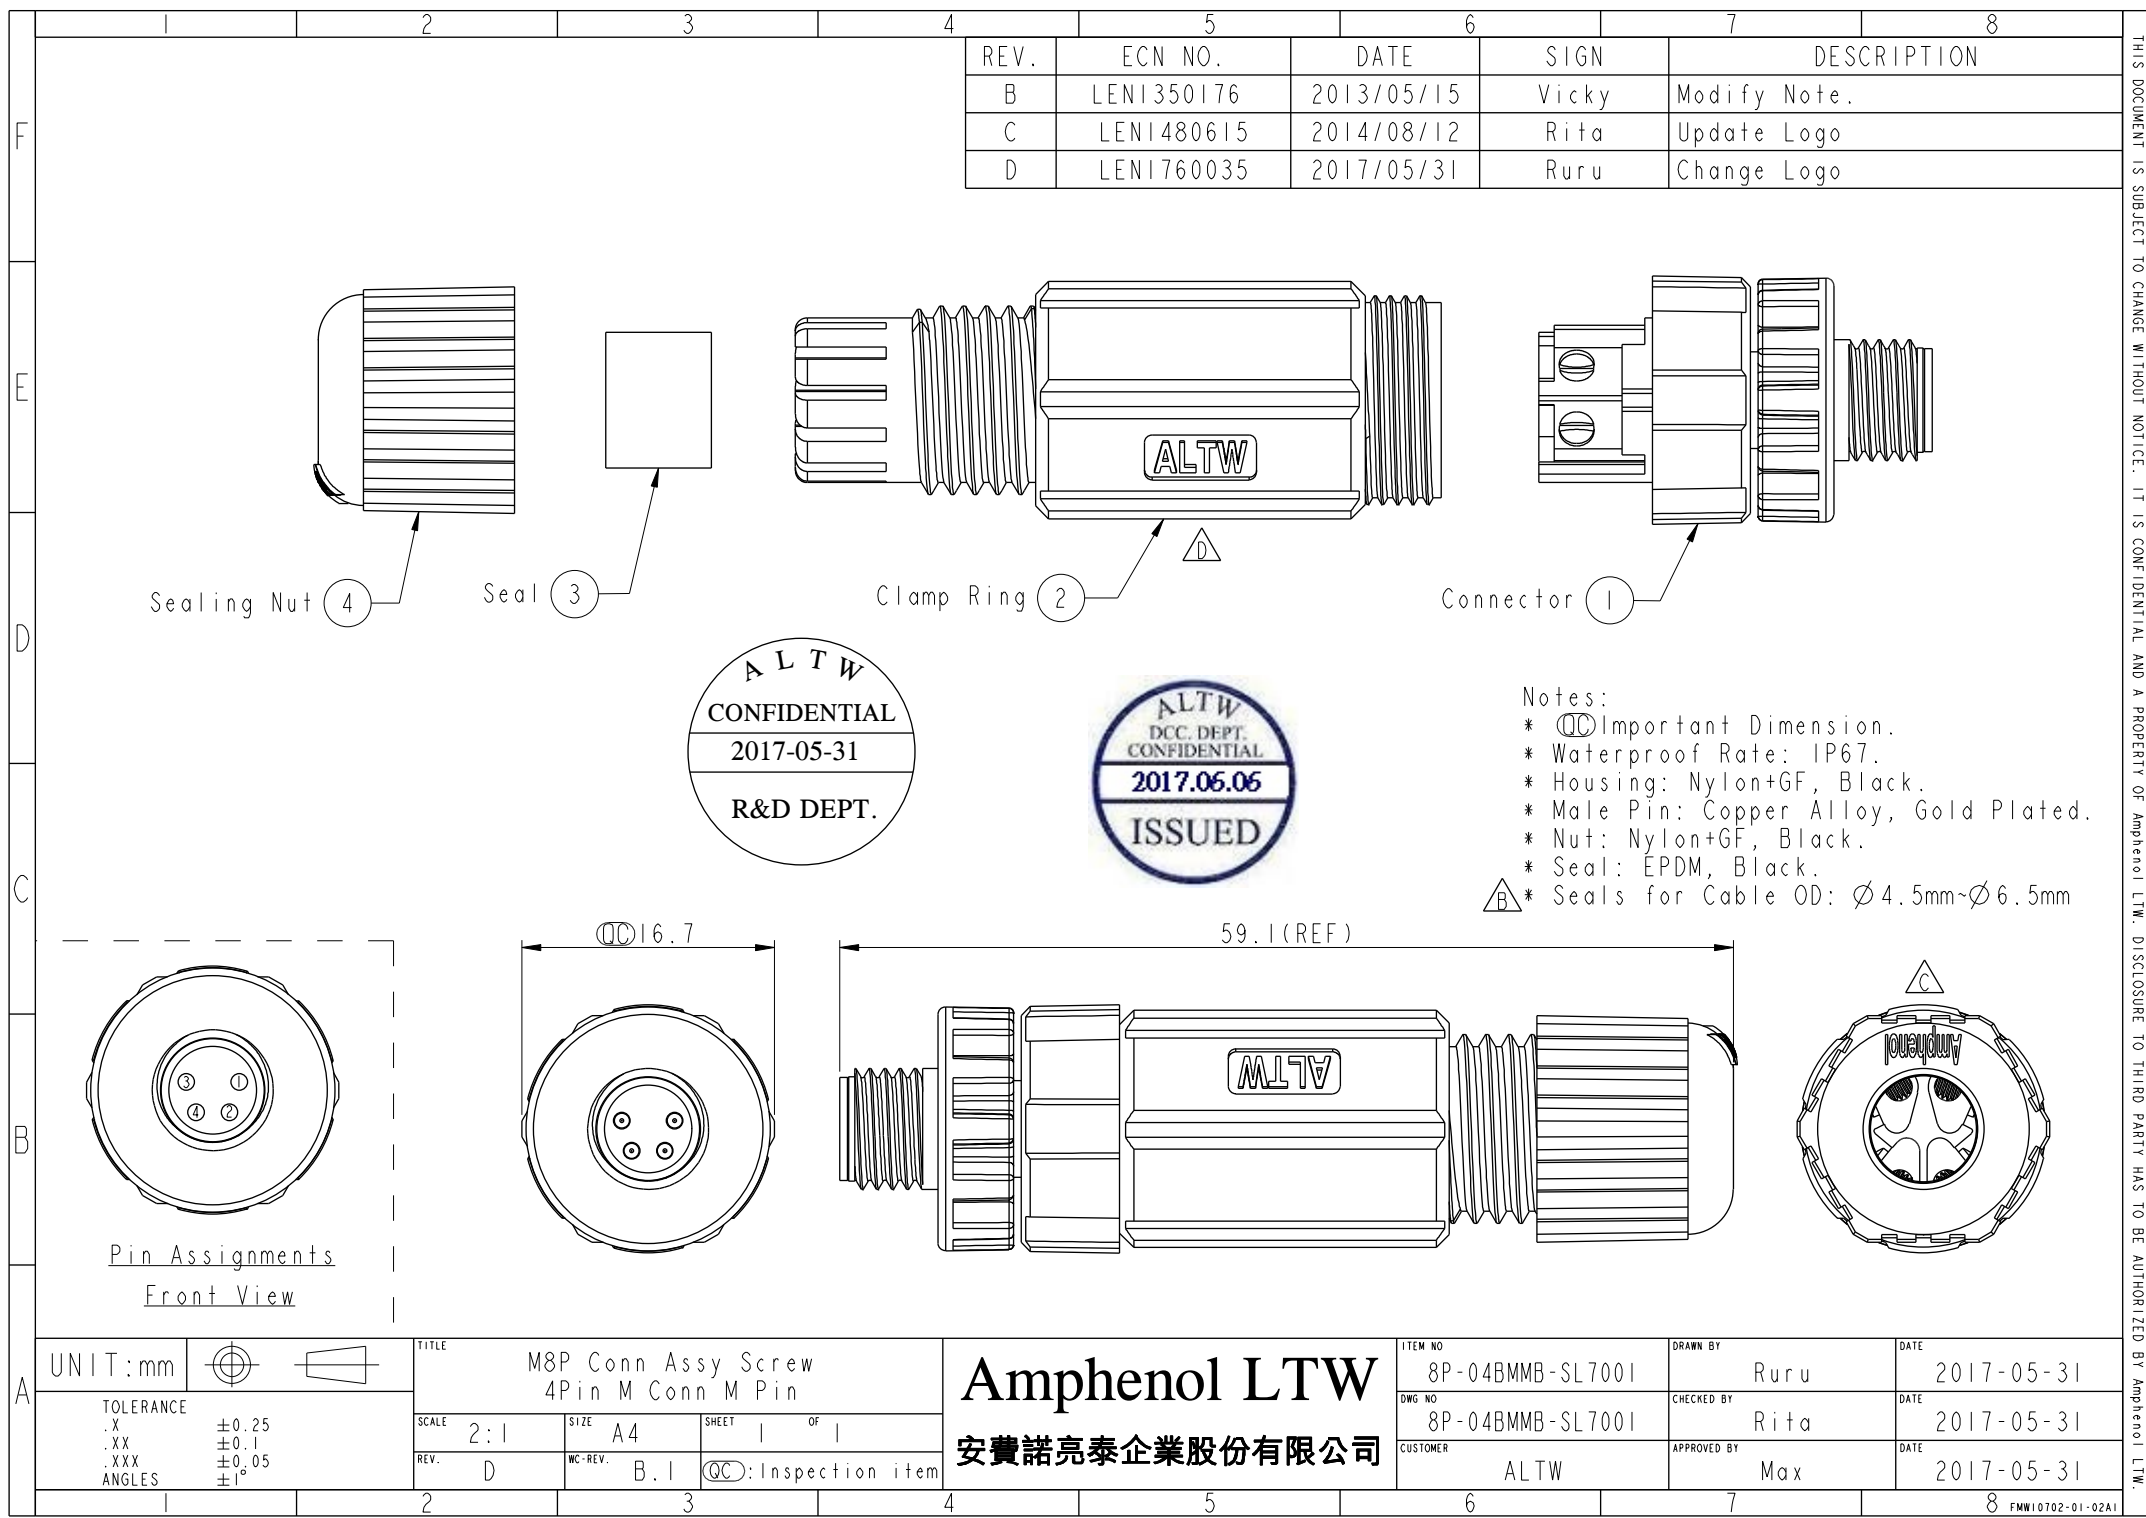 1 2 3 4 5 6 7 8
REV. ECN NO. DATE SIGN DESCRIPTION
B LEN1350176 2013/05/15 Vicky Modify Note.
C LEN1480615 2014/08/12 Rita Update Logo
D LEN1760035 2017/05/31 Ruru Change Logo
F
E
D
C
B
A
ALTW
D
Sealing Nut 4
Seal 3
Clamp Ring 2
Connector 1
ALTW
CONFIDENTIAL
2017-05-31
R&D DEPT.
ALTW
DCC. DEPT.
CONFIDENTIAL
2017.06.06
ISSUED
Notes:
* QC Important Dimension.
* Waterproof Rate: IP67.
* Housing: Nylon+GF, Black.
* Male Pin: Copper Alloy, Gold Plated.
* Nut: Nylon+GF, Black.
* Seal: EPDM, Black.
B * Seals for Cable OD: Ø4.5mm~Ø6.5mm
QC 16.7
59.1(REF)
C
3 1
4 2
ALTW
Amphenol
Pin Assignments
Front View
UNIT:mm
TOLERANCE
.X ±0.25
.XX ±0.1
.XXX ±0.05
ANGLES ±1°
TITLE
M8P Conn Assy Screw
4Pin M Conn M Pin
SCALE 2:1 SIZE A4 SHEET 1 OF 1
REV. D WC-REV. B.1 QC:Inspection item
Amphenol LTW
安費諾亮泰企業股份有限公司
ITEM NO 8P-04BMMB-SL7001 DRAWN BY Ruru DATE 2017-05-31
DWG NO 8P-04BMMB-SL7001 CHECKED BY Rita DATE 2017-05-31
CUSTOMER ALTW APPROVED BY Max DATE 2017-05-31
1 2 3 4 5 6 7 8 FMW10702-01-02A1
THIS DOCUMENT IS SUBJECT TO CHANGE WITHOUT NOTICE. IT IS CONFIDENTIAL AND A PROPERTY OF Amphenol LTW. DISCLOSURE TO THIRD PARTY HAS TO BE AUTHORIZED BY Amphenol LTW.